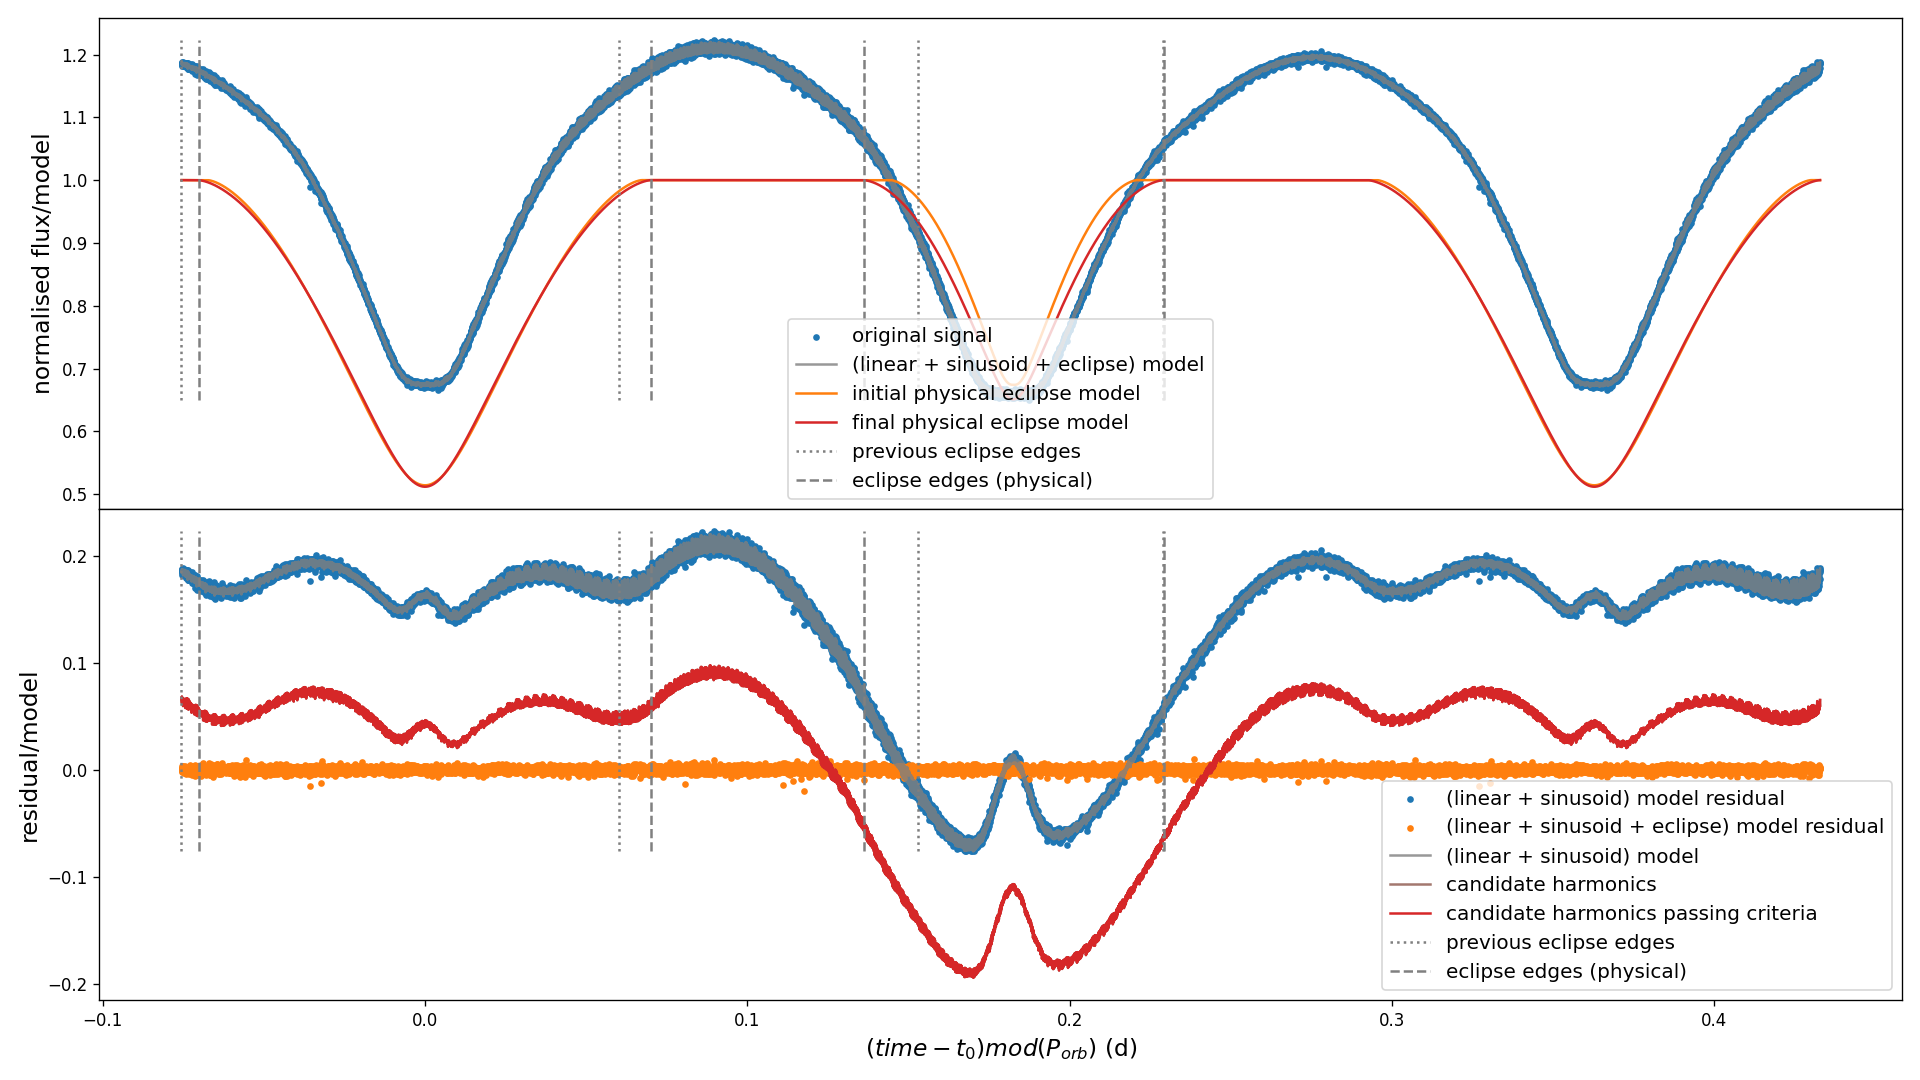 normalised flux/model
1.2
1.1
1.0
0.9
0.8
0.7
0.6
0.5
original signal
(linear + sinusoid + eclipse) model
initial physical eclipse model
final physical eclipse model
previous eclipse edges
eclipse edges (physical)
residual/model
0.2
0.1
0.0
−0.1
−0.2
(linear + sinusoid) model residual
(linear + sinusoid + eclipse) model residual
(linear + sinusoid) model
candidate harmonics
candidate harmonics passing criteria
previous eclipse edges
eclipse edges (physical)
−0.1 0.0 0.1 0.2 0.3 0.4
(time − t₀)mod(Pₒᵣb) (d)